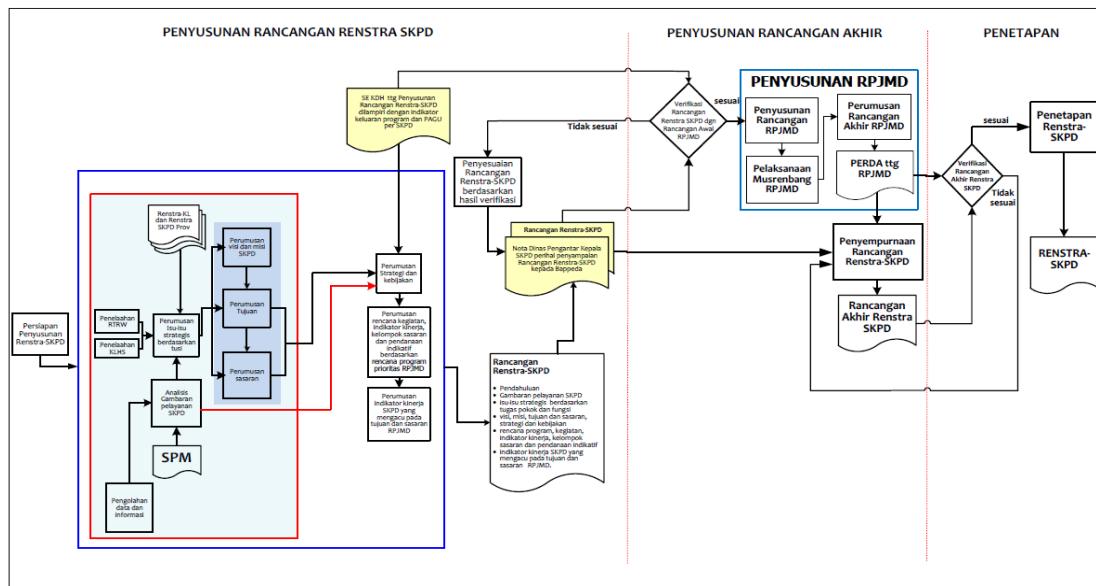 PENYUSUNAN RANCANGAN RENSTRA SKPD
PENYUSUNAN RANCANGAN AKHIR
PENETAPAN
SE KDH ttg Penyusunan
Rancangan Renstra-SKPD
dilampiri dengan indikator
keluaran program dan PAGU
per SKPD
Verifikasi
Rancangan
Renstra SKPD dgn
Rancangan Awal
RPJMD
sesuai
Tidak sesuai
PENYUSUNAN RPJMD
Penyusunan
Rancangan
RPJMD
Perumusan
Rancangan
Akhir RPJMD
Pelaksanaan
Musrenbang
RPJMD
PERDA ttg
RPJMD
sesuai
Verifikasi
Rancangan
Akhir Renstra
SKPD
Tidak
sesuai
Penetapan
Renstra-
SKPD
RENSTRA-
SKPD
Penyesuaian
Rancangan
Renstra-SKPD
berdasarkan
hasil verifikasi
Rancangan Renstra-SKPD
Nota Dinas Pengantar Kepala
SKPD perihal penyampaian
Rancangan Renstra-SKPD
kepada Bappeda
Penyempurnaan
Rancangan
Renstra-SKPD
Rancangan
Akhir Renstra
SKPD
Persiapan
Penyusunan
Renstra-SKPD
Renstra-KL
dan Renstra
SKPD Prov
Penelaahan
RTRW
Penelaahan
KLHS
Perumusan
Isu-isu
strategis
berdasarkan
tusi
Perumusan
visi dan misi
SKPD
Perumusan
Tujuan
Perumusan
sasaran
Analisis
Gambaran
pelayanan
SKPD
SPM
Pengolahan
data dan
informasi
Perumusan
Strategi dan
kebijakan
Perumusan
rencana kegiatan,
indikator kinerja,
kelompok sasaran
dan pendanaan
indikatif berdasarkan
rencana program
prioritas RPJMD
Perumusan
indikator kinerja
SKPD yang
mengacu pada
tujuan dan
sasaran RPJMD
Rancangan
Renstra-SKPD
• Pendahuluan
• Gambaran pelayanan SKPD
• isu-isu strategis berdasarkan
tugas pokok dan fungsi
• visi, misi, tujuan dan sasaran,
strategi dan kebijakan
• rencana program, kegiatan,
indikator kinerja, kelompok
sasaran dan pendanaan indikatif
• indikator kinerja SKPD yang
mengacu pada tujuan dan
sasaran RPJMD.